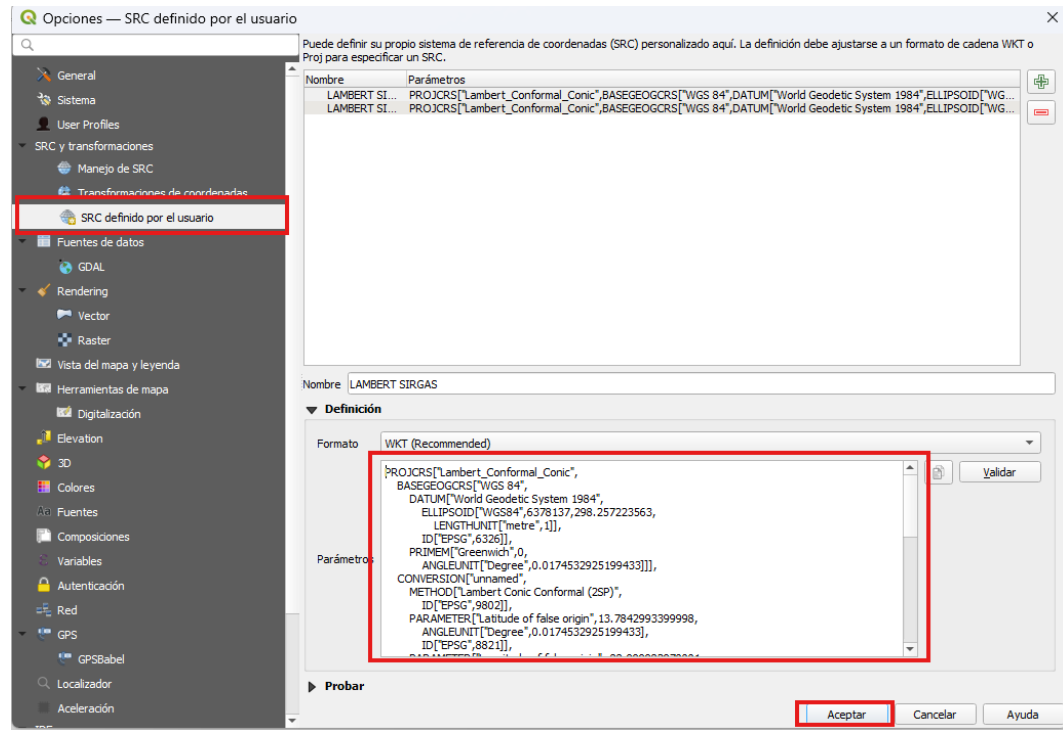 Opciones — SRC definido por el usuario
General
Sistema
User Profiles
SRC y transformaciones
Manejo de SRC
Transformaciones de coordenadas
SRC definido por el usuario
Fuentes de datos
GDAL
Rendering
Vector
Raster
Vista del mapa y leyenda
Herramientas de mapa
Digitalización
Elevation
3D
Colores
Fuentes
Composiciones
Variables
Autenticación
Red
GPS
GPSBabel
Localizador
Aceleración
Puede definir su propio sistema de referencia de coordenadas (SRC) personalizado aquí. La definición debe ajustarse a un formato de cadena WKT o
Proj para especificar un SRC.
Nombre Parámetros
LAMBERT SI... PROJCRS["Lambert_Conformal_Conic",BASEGEOGCRS["WGS 84",DATUM["World Geodetic System 1984",ELLIPSOID["WG...
LAMBERT SI... PROJCRS["Lambert_Conformal_Conic",BASEGEOGCRS["WGS 84",DATUM["World Geodetic System 1984",ELLIPSOID["WG...
Nombre LAMBERT SIRGAS
Definición
Formato WKT (Recommended)
Parámetros
PROJCRS["Lambert_Conformal_Conic",
BASEGEOGCRS["WGS 84",
DATUM["World Geodetic System 1984",
ELLIPSOID["WGS84",6378137,298.257223563,
LENGTHUNIT["metre",1]],
ID["EPSG",6326]],
PRIMEM["Greenwich",0,
ANGLEUNIT["Degree",0.0174532925199433]]],
CONVERSION["unnamed",
METHOD["Lambert Conic Conformal (2SP)",
ID["EPSG",9802]],
PARAMETER["Latitude of false origin",13.7842993399998,
ANGLEUNIT["Degree",0.0174532925199433],
ID["EPSG",8821]],
Validar
Probar
Aceptar Cancelar Ayuda